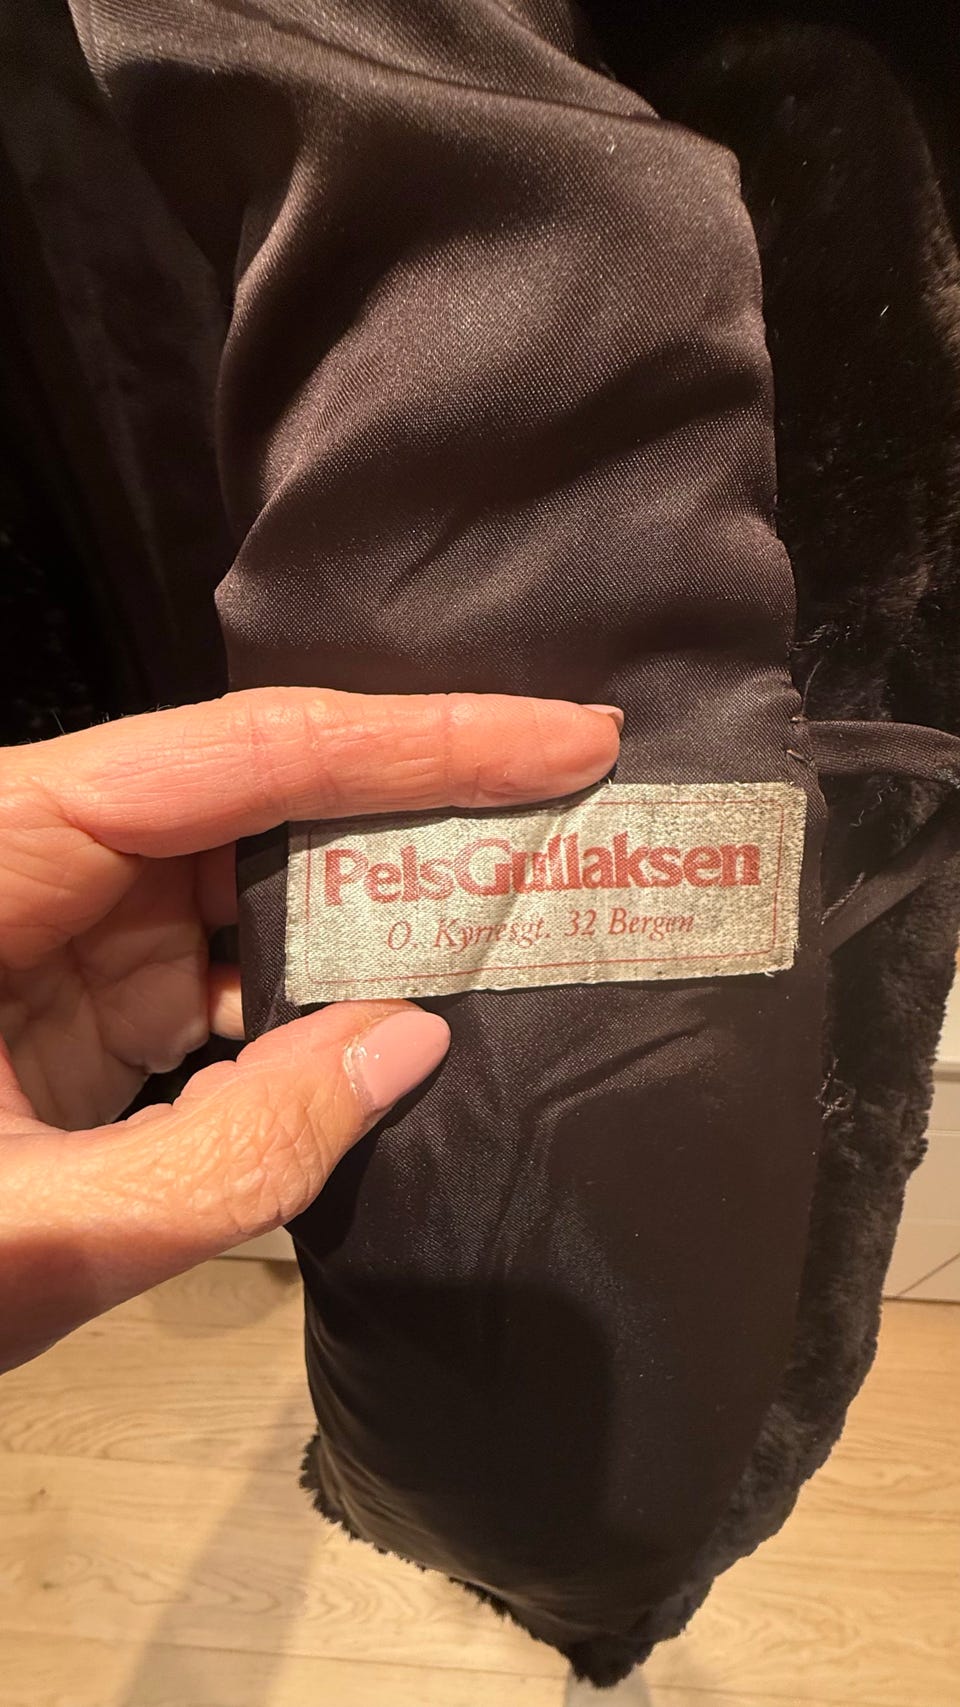 PelsGullaksen
O. Kyrresgt. 32 Bergen